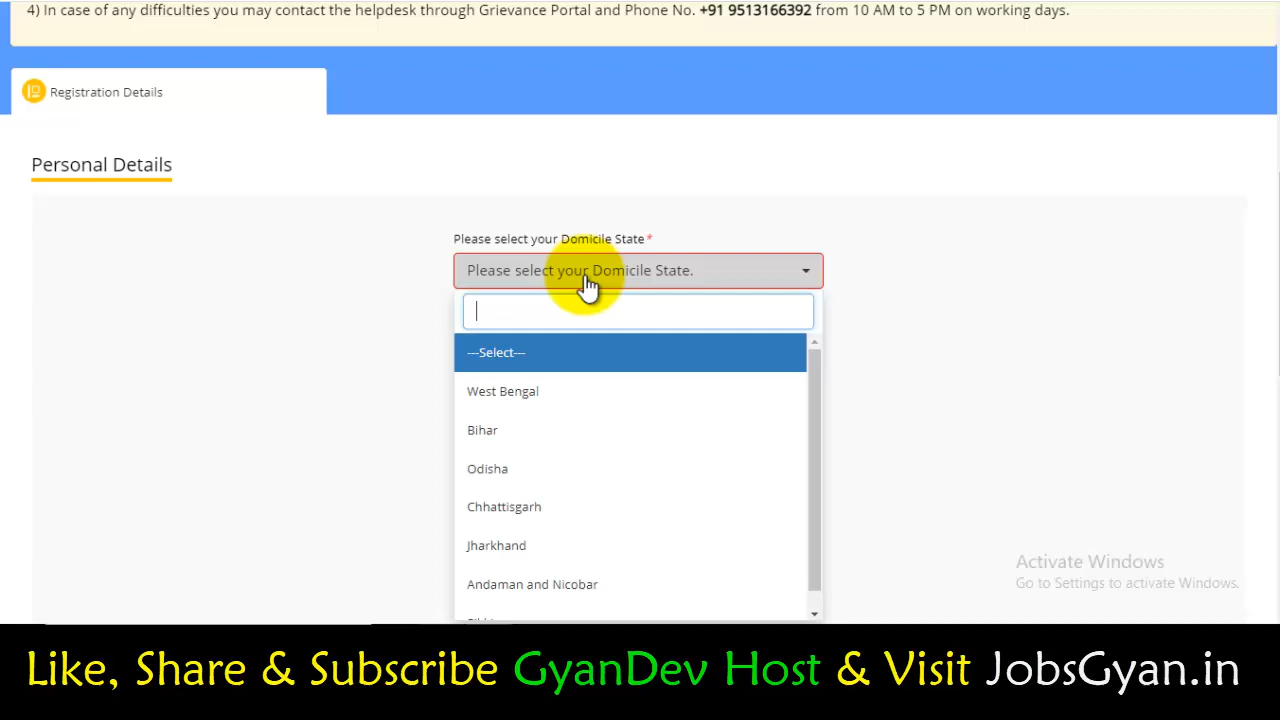 4) In case of any difficulties you may contact the helpdesk through Grievance Portal and Phone No. +91 9513166392 from 10 AM to 5 PM on working days.
Registration Details
Personal Details
Please select your Domicile State*
Please select your Domicile State.
---Select---
West Bengal
Bihar
Odisha
Chhattisgarh
Jharkhand
Andaman and Nicobar
Activate Windows
Go to Settings to activate Windows.
Like, Share & Subscribe GyanDev Host & Visit JobsGyan.in